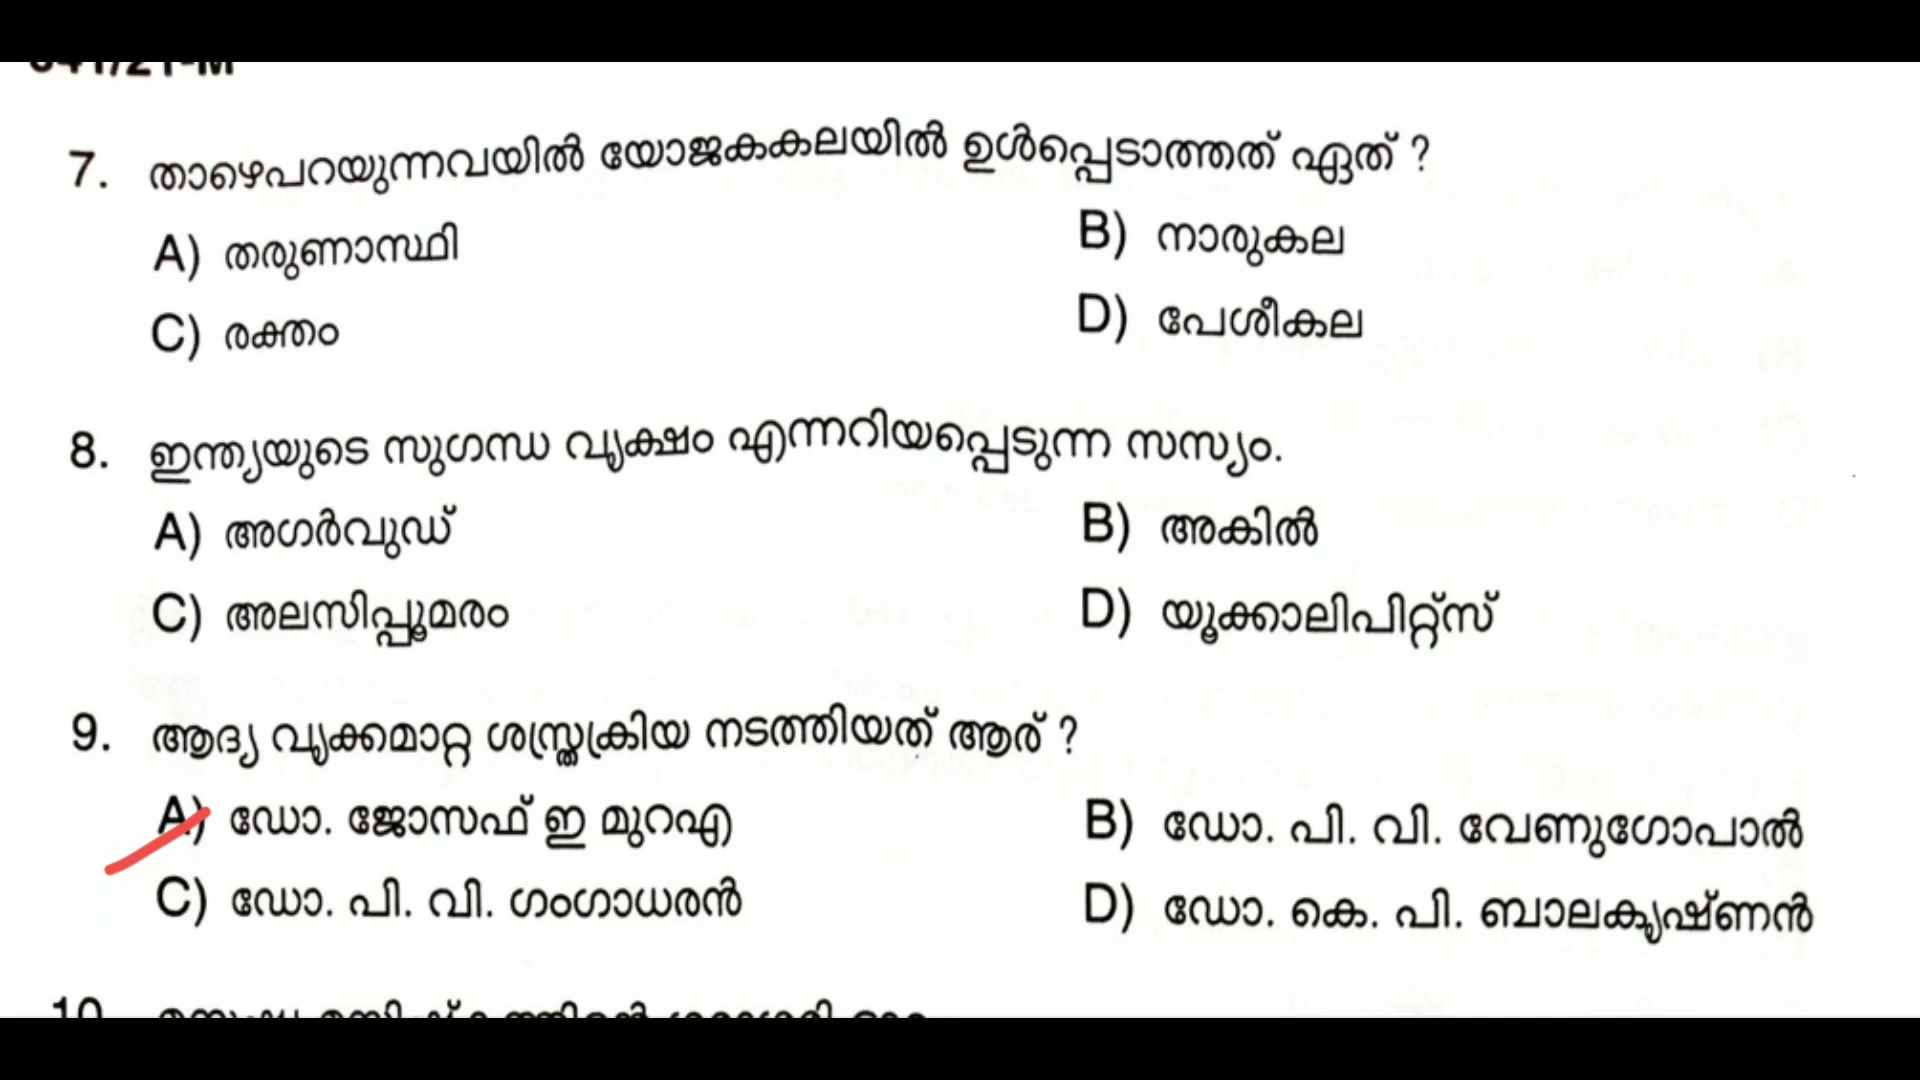 7. താഴെപറയുന്നവയിൽ യോജകകലയിൽ ഉൾപ്പെടാത്തത് ഏത് ?
A) തരുണാസ്ഥി B) നാരുകല
C) രക്തം D) പേശീകല
8. ഇന്ത്യയുടെ സുഗന്ധ വൃക്ഷം എന്നറിയപ്പെടുന്ന സസ്യം.
A) അഗർവുഡ് B) അകിൽ
C) അലസിപ്പൂമരം D) യൂക്കാലിപിറ്റ്സ്
9. ആദ്യ വൃക്കമാറ്റ ശസ്ത്രക്രിയ നടത്തിയത് ആര് ?
A) ഡോ. ജോസഫ് ഇ മുറഎ B) ഡോ. പി. വി. വേണുഗോപാൽ
C) ഡോ. പി. വി. ഗംഗാധരൻ D) ഡോ. കെ. പി. ബാലകൃഷ്ണൻ
10.